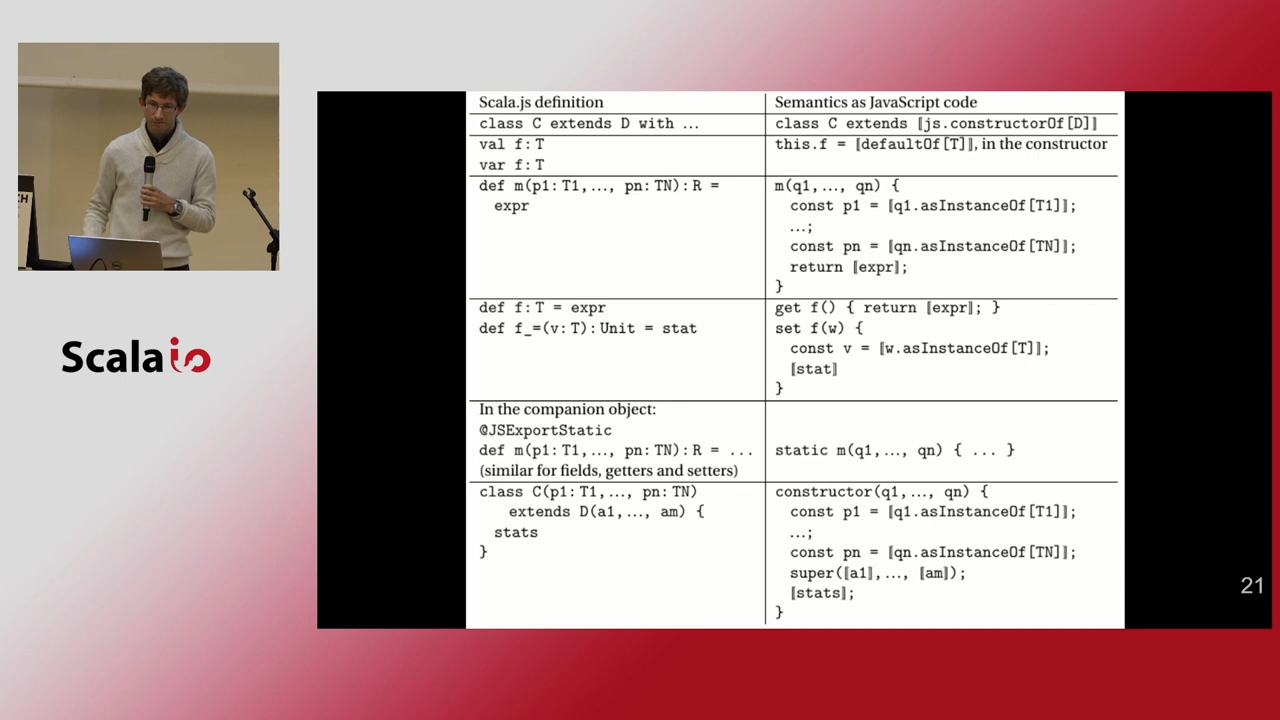 Scala.js definition
Semantics as JavaScript code
class C extends D with ...
class C extends ⟦js.constructorOf[D]⟧
val f: T
var f: T
this.f = ⟦defaultOf[T]⟧, in the constructor
def m(p1: T1,..., pn: TN): R =
expr
m(q1,..., qn) {
const p1 = ⟦q1.asInstanceOf[T1]⟧;
...;
const pn = ⟦qn.asInstanceOf[TN]⟧;
return ⟦expr⟧;
}
def f: T = expr
def f_=(v: T): Unit = stat
get f() { return ⟦expr⟧; }
set f(w) {
const v = ⟦w.asInstanceOf[T]⟧;
⟦stat⟧
}
In the companion object:
@JSExportStatic
def m(p1: T1,..., pn: TN): R = ...
(similar for fields, getters and setters)
static m(q1,..., qn) { ... }
class C(p1: T1,..., pn: TN)
extends D(a1,..., am) {
stats
}
constructor(q1,..., qn) {
const p1 = ⟦q1.asInstanceOf[T1]⟧;
...;
const pn = ⟦qn.asInstanceOf[TN]⟧;
super(⟦a1⟧,..., ⟦am⟧);
⟦stats⟧;
}
Scala io
21